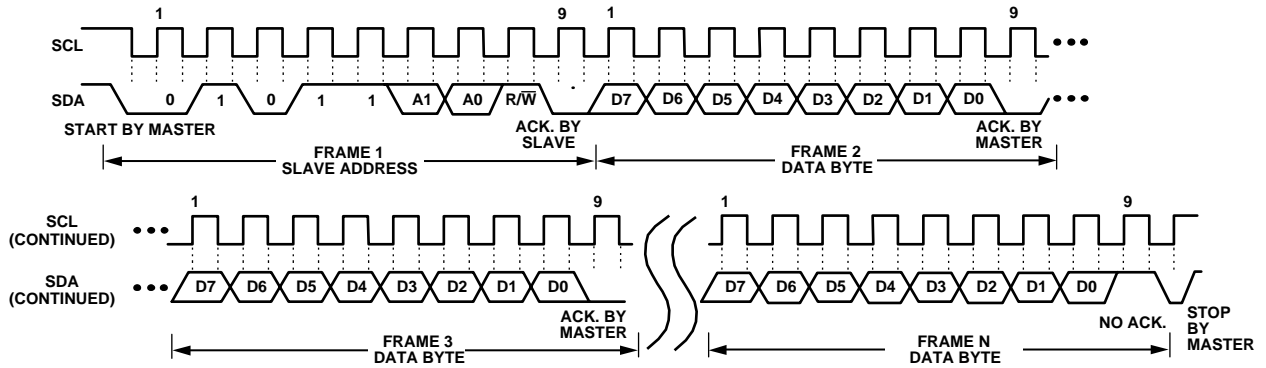 1 9 1 9
SCL
SDA 0 1 0 1 1 A1 A0 R/W̅ D7 D6 D5 D4 D3 D2 D1 D0
START BY MASTER
ACK. BY
SLAVE
ACK. BY
MASTER
FRAME 1
SLAVE ADDRESS
FRAME 2
DATA BYTE
1 9 1 9
SCL
(CONTINUED)
SDA
(CONTINUED)
D7 D6 D5 D4 D3 D2 D1 D0 D7 D6 D5 D4 D3 D2 D1 D0
ACK. BY
MASTER
NO ACK.
STOP
BY
MASTER
FRAME 3
DATA BYTE
FRAME N
DATA BYTE